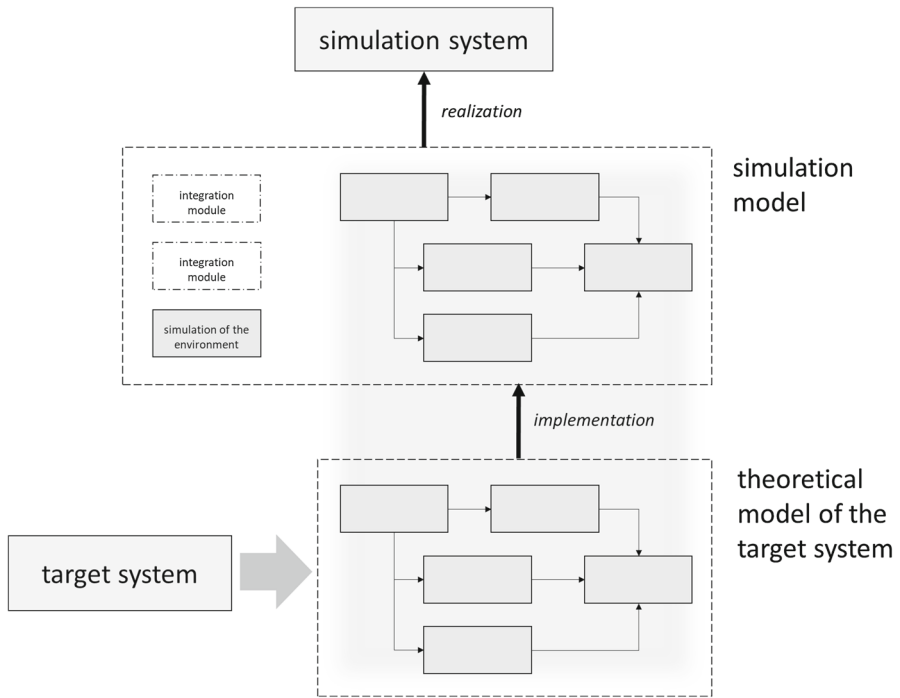 simulation system
realization
simulation
model
integration
module
integration
module
simulation of the
environment
implementation
theoretical
model of the
target system
target system